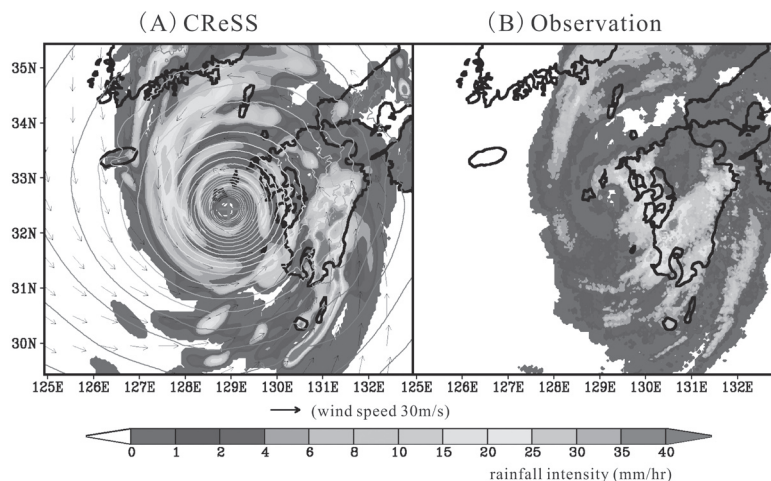 (A) CReSS (B) Observation
35N
34N
33N
32N
31N
30N
125E 126E 127E 128E 129E 130E 131E 132E 125E 126E 127E 128E 129E 130E 131E 132E
(wind speed 30m/s)
0 1 2 4 6 8 10 15 20 25 30 35 40
rainfall intensity (mm/hr)